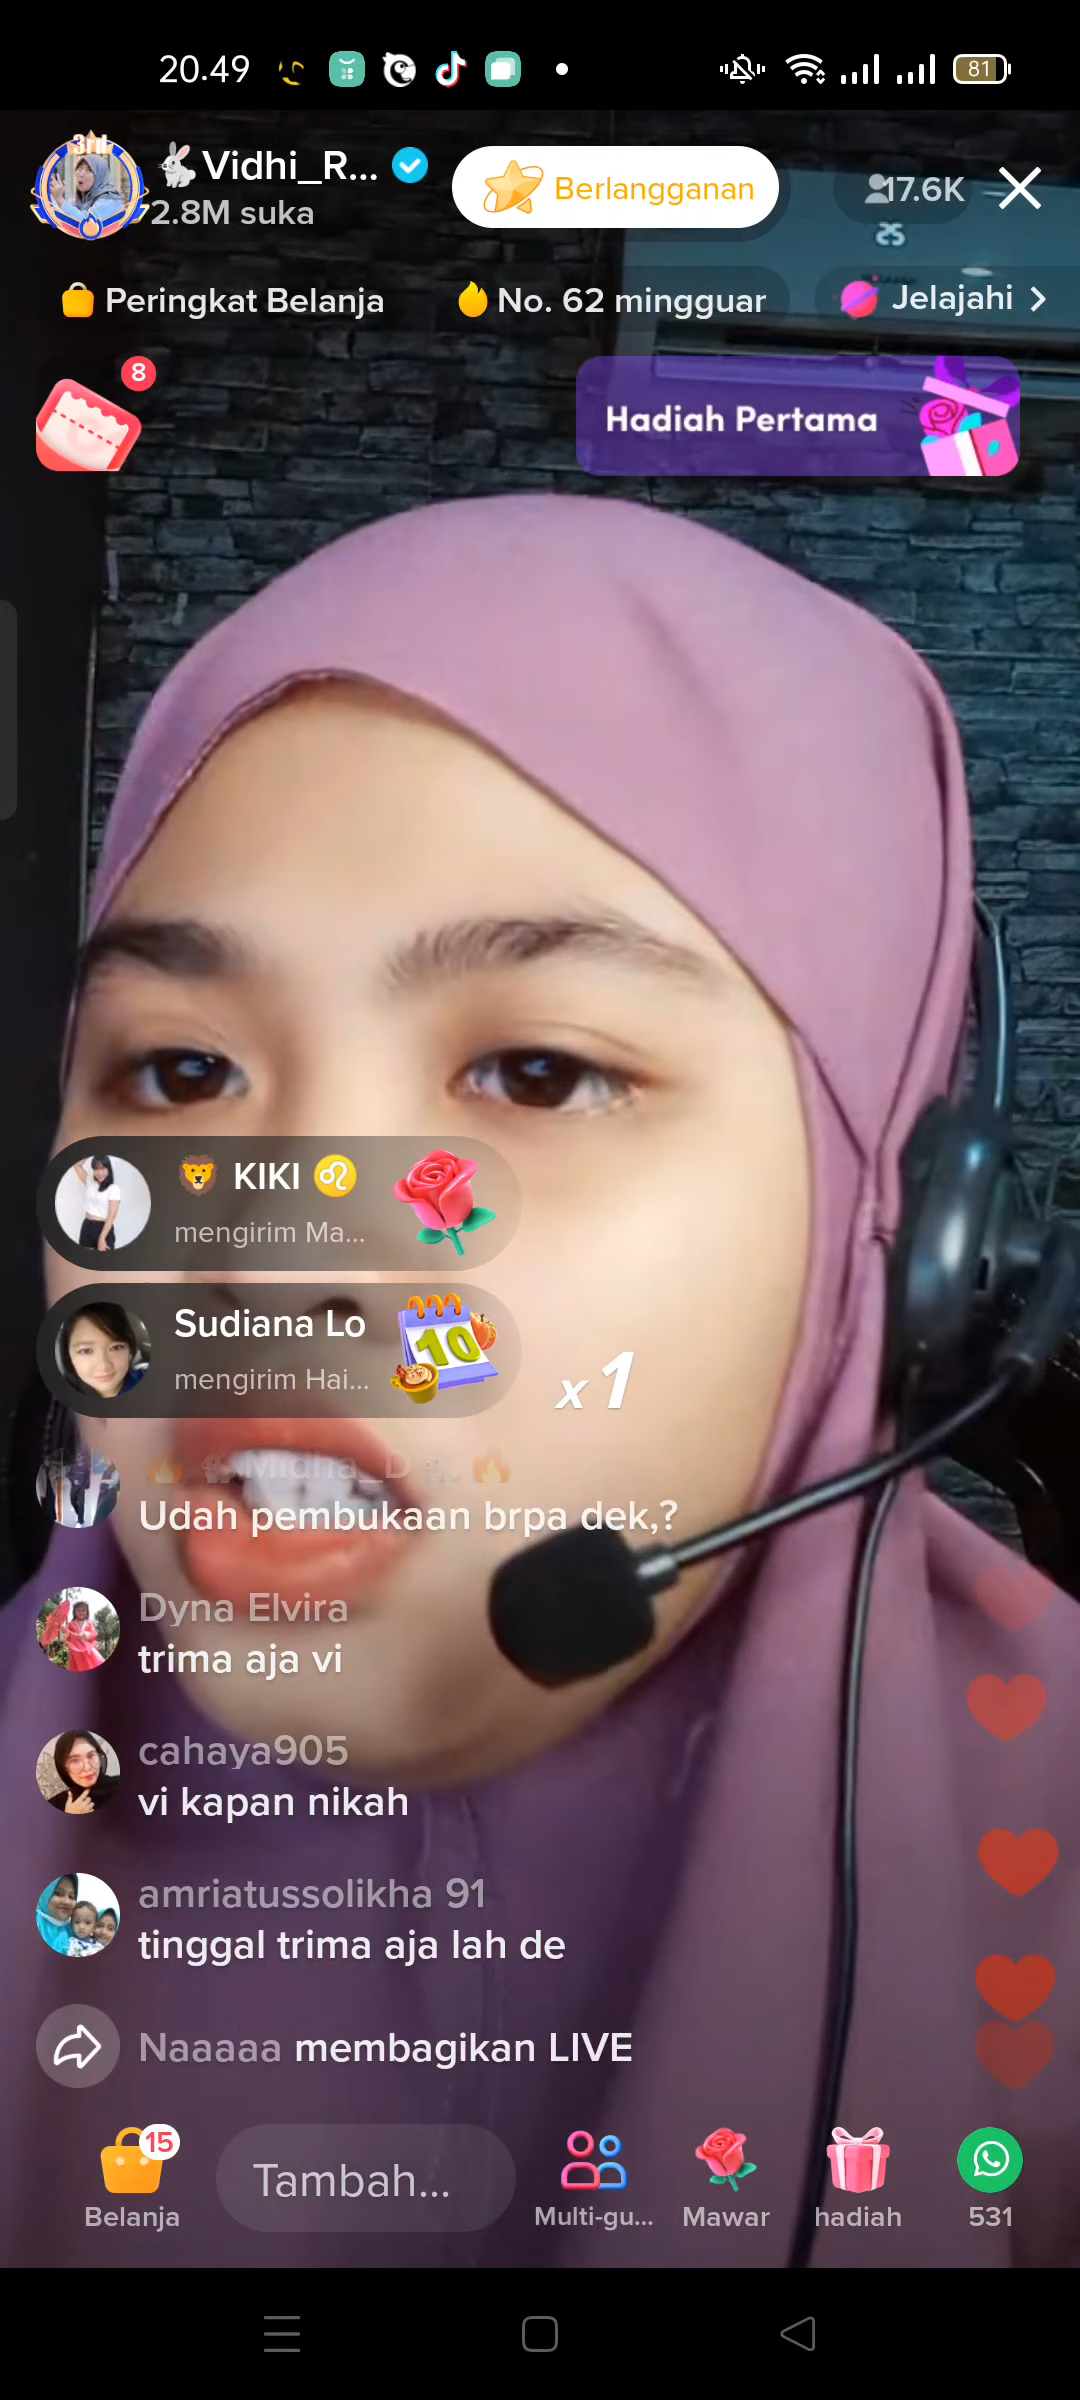 20.49
81
3rd
Vidhi_R...
2.8M suka
Berlangganan
17.6K
Peringkat Belanja
No. 62 mingguar
Jelajahi
8
Hadiah Pertama
KIKI
mengirim Ma...
Sudiana Lo
mengirim Hai...
10
x1
Midha_D
Udah pembukaan brpa dek,?
Dyna Elvira
trima aja vi
cahaya905
vi kapan nikah
amriatussolikha 91
tinggal trima aja lah de
Naaaaa membagikan LIVE
15
Belanja
Tambah...
Multi-gu...
Mawar
hadiah
531